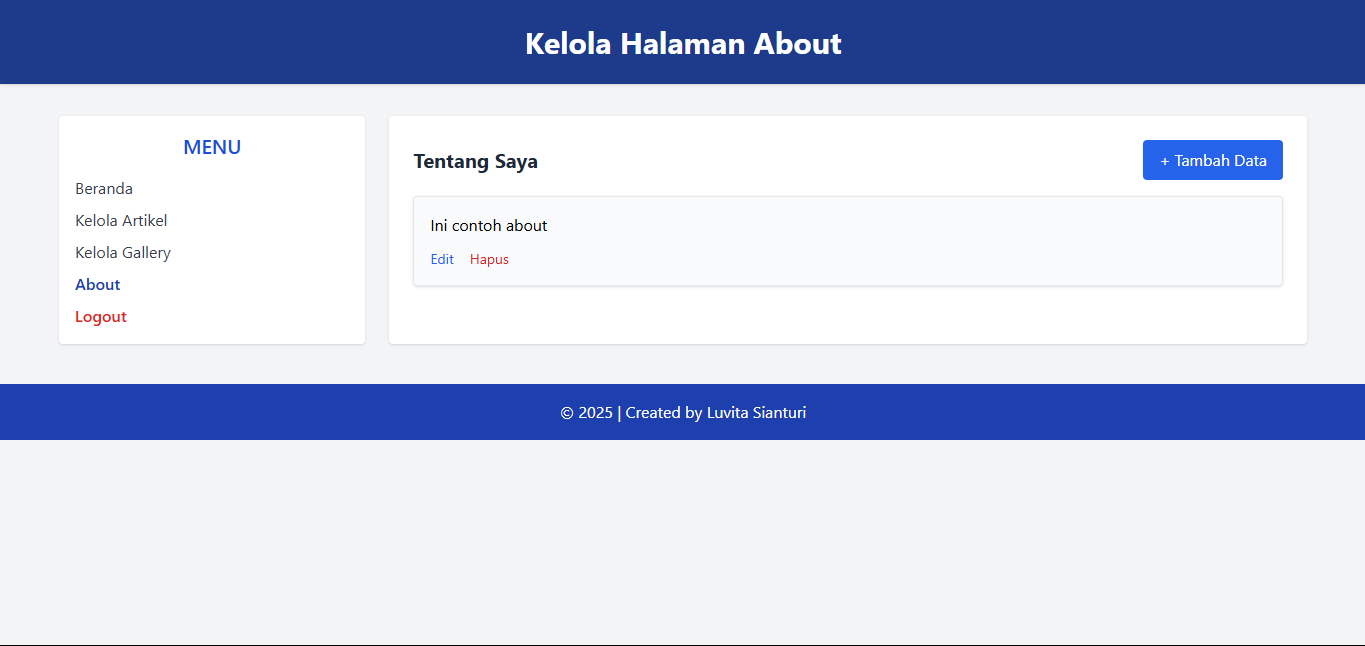 Kelola Halaman About
MENU
Beranda
Kelola Artikel
Kelola Gallery
About
Logout
Tentang Saya
+ Tambah Data
Ini contoh about
Edit Hapus
© 2025 | Created by Luvita Sianturi